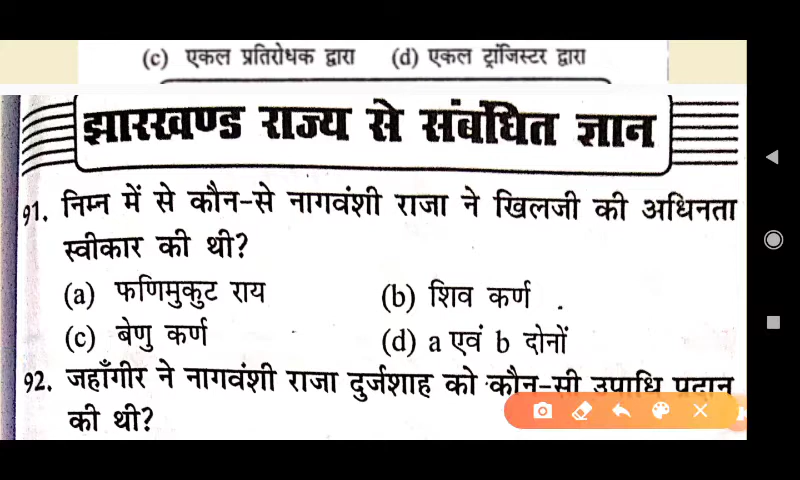 (c) एकल प्रतिरोधक द्वारा (d) एकल ट्रांजिस्टर द्वारा
झारखण्ड राज्य से संबंधित ज्ञान
91. निम्न में से कौन-से नागवंशी राजा ने खिलजी की अधिनता
स्वीकार की थी?
(a) फणिमुकुट राय (b) शिव कर्ण
(c) बेणु कर्ण (d) a एवं b दोनों
92. जहाँगीर ने नागवंशी राजा दुर्जशाह को कौन-सी उपाधि प्रदान
की थी?